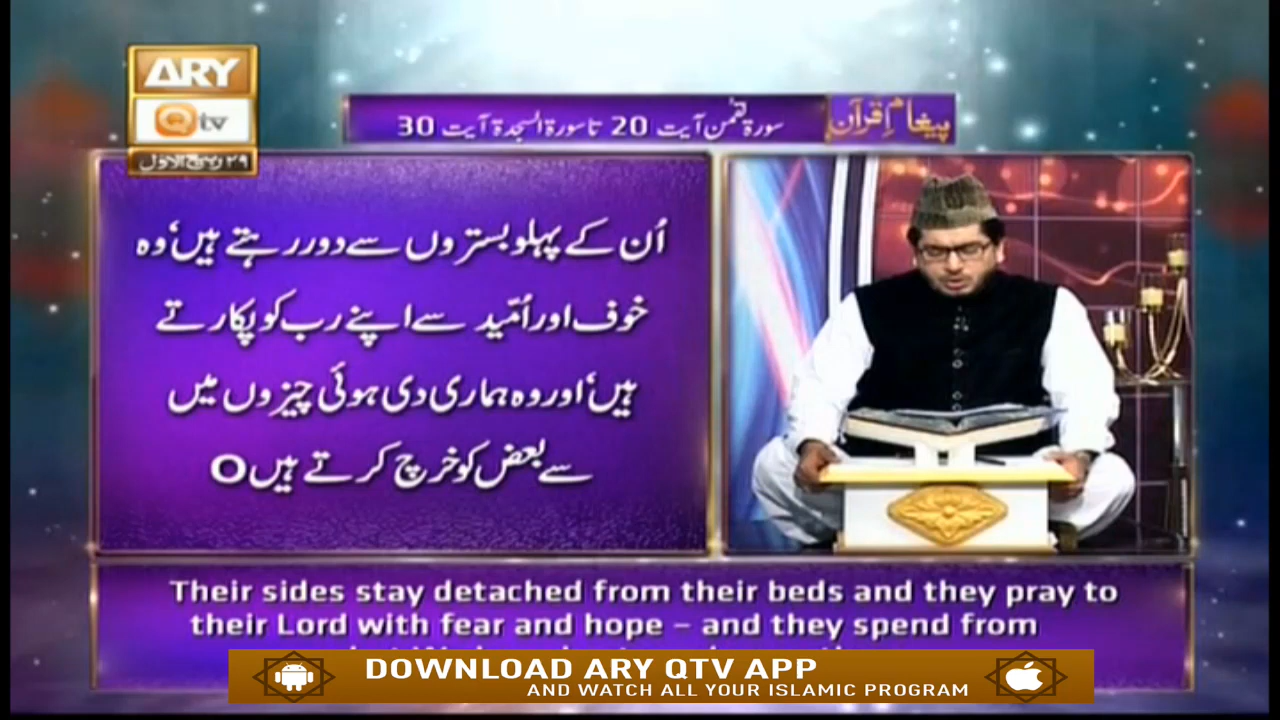 ARY
Qtv
۲۹ ربیع الاول
پیغامِ قرآن
سورۃ لقمٰن آیت 20 تا سورۃ السجدۃ آیت 30
اُن کے پہلو بستروں سے دور رہتے ہیں‘ وہ
خوف اور اُمّید سے اپنے رب کو پکارتے
ہیں‘ اور وہ ہماری دی ہوئی چیزوں میں
سے بعض کو خرچ کرتے ہیںO
Their sides stay detached from their beds and they pray to
their Lord with fear and hope – and they spend from
DOWNLOAD ARY QTV APP
AND WATCH ALL YOUR ISLAMIC PROGRAM